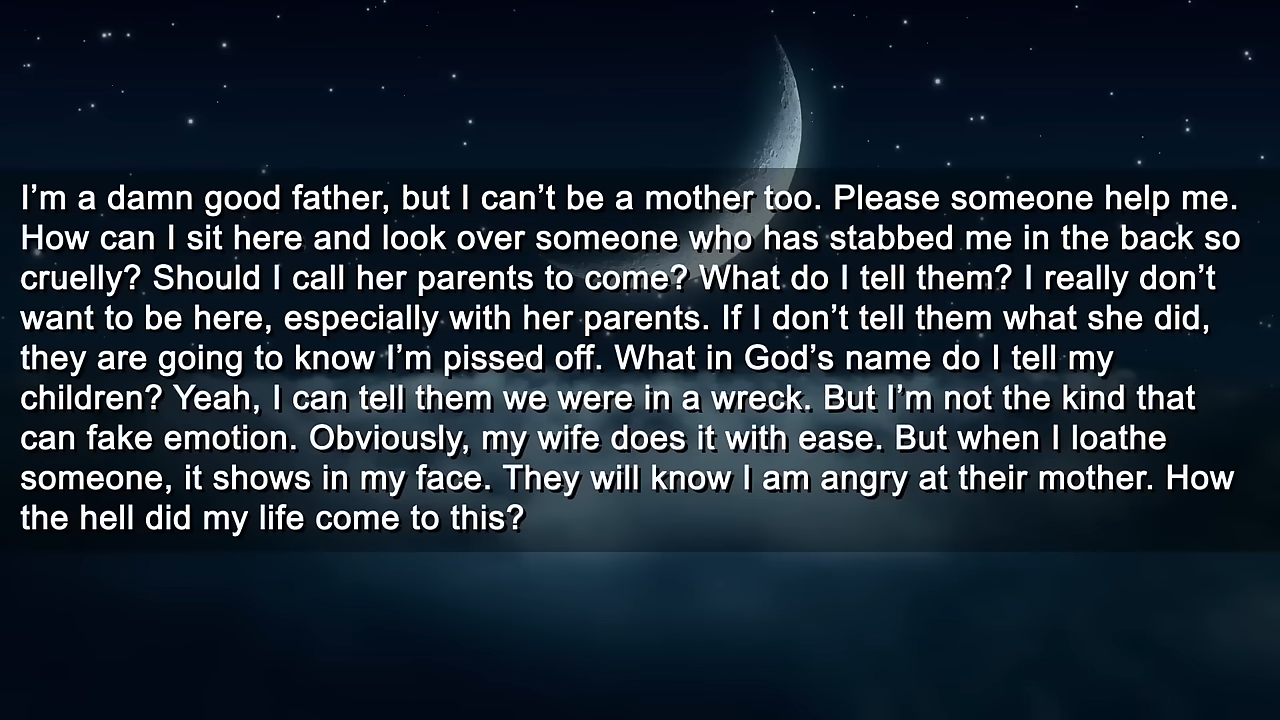 I’m a damn good father, but I can’t be a mother too. Please someone help me.
How can I sit here and look over someone who has stabbed me in the back so
cruelly? Should I call her parents to come? What do I tell them? I really don’t
want to be here, especially with her parents. If I don’t tell them what she did,
they are going to know I’m pissed off. What in God’s name do I tell my
children? Yeah, I can tell them we were in a wreck. But I’m not the kind that
can fake emotion. Obviously, my wife does it with ease. But when I loathe
someone, it shows in my face. They will know I am angry at their mother. How
the hell did my life come to this?